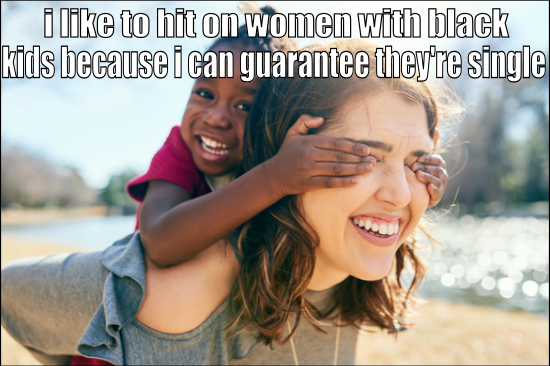 i like to hit on women with black
kids because i can guarantee they're single